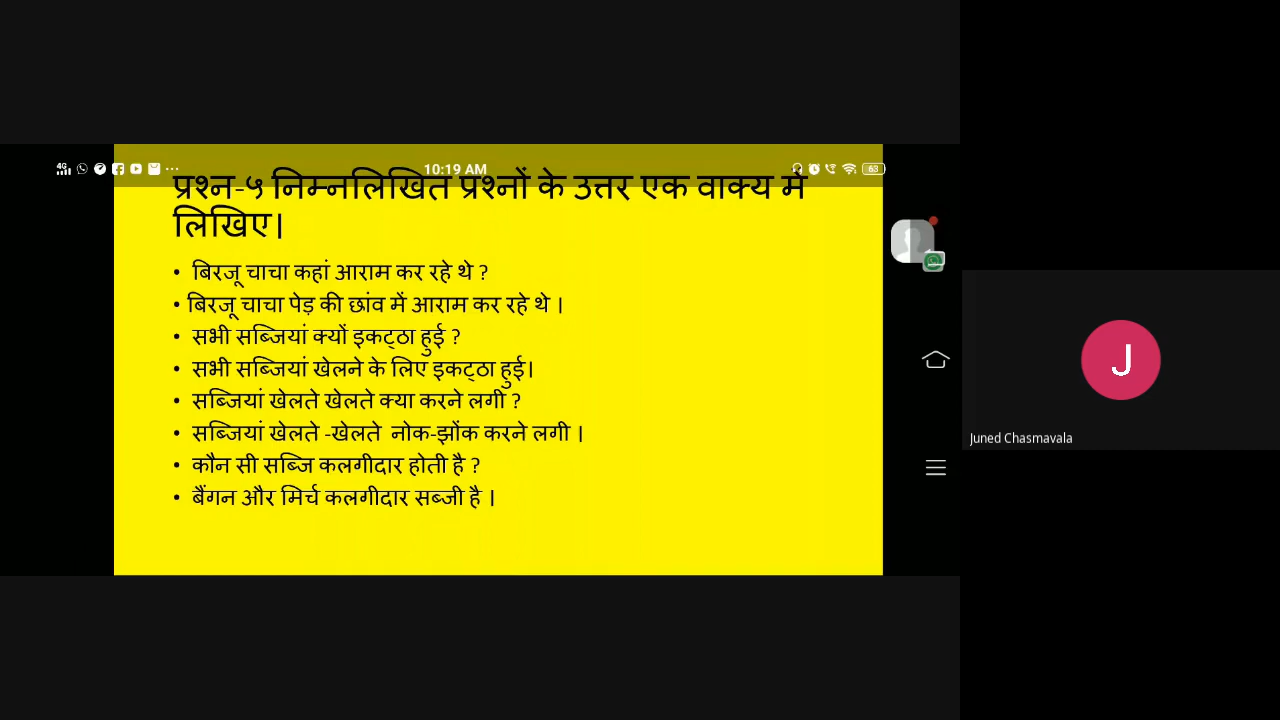 4G
10:19 AM
63
प्रश्न-५ निम्नलिखित प्रश्नों के उत्तर एक वाक्य में
लिखिए।
• बिरजू चाचा कहां आराम कर रहे थे ?
• बिरजू चाचा पेड़ की छांव में आराम कर रहे थे ।
• सभी सब्जियां क्यों इकट्ठा हुई ?
• सभी सब्जियां खेलने के लिए इकट्ठा हुई।
• सब्जियां खेलते खेलते क्या करने लगी ?
• सब्जियां खेलते -खेलते नोक-झोंक करने लगी ।
• कौन सी सब्जि कलगीदार होती है ?
• बैंगन और मिर्च कलगीदार सब्जी है ।
J
Juned Chasmavala